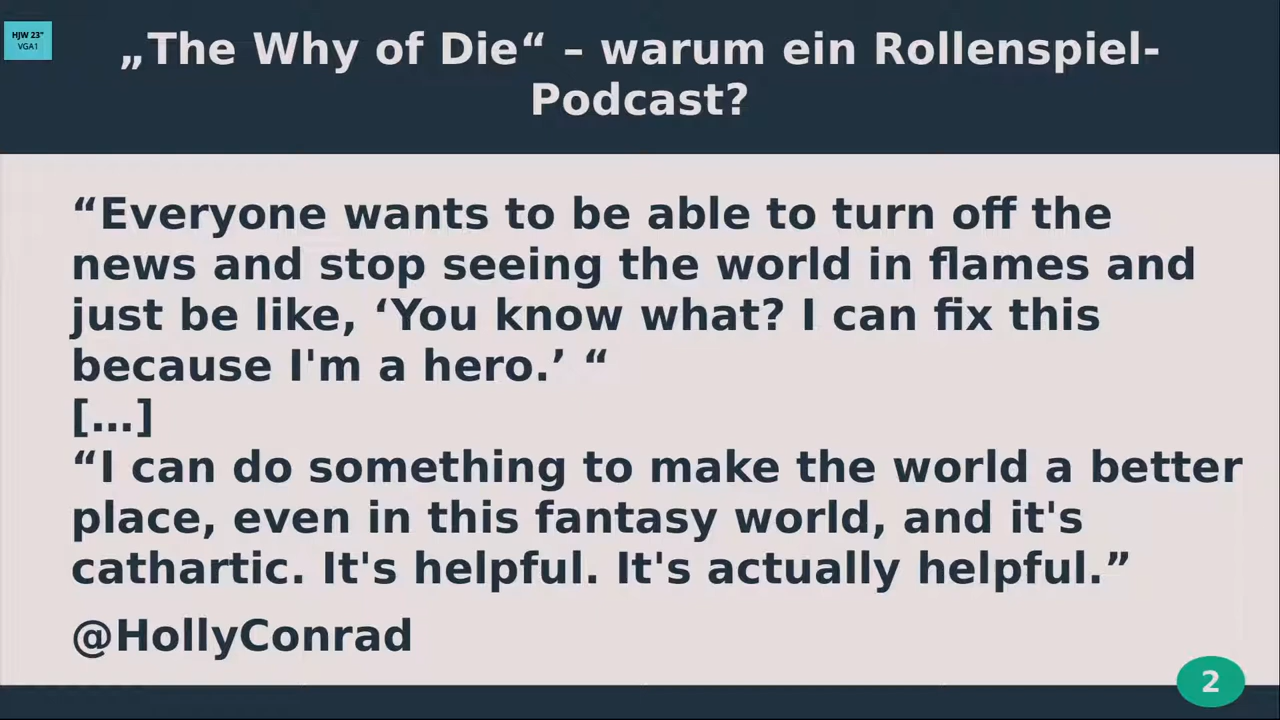 HJW 23"
VGA1
„The Why of Die“ – warum ein Rollenspiel-
Podcast?
“Everyone wants to be able to turn off the
news and stop seeing the world in flames and
just be like, ‘You know what? I can fix this
because I'm a hero.’ “
[...]
“I can do something to make the world a better
place, even in this fantasy world, and it's
cathartic. It's helpful. It's actually helpful.”
@HollyConrad
2